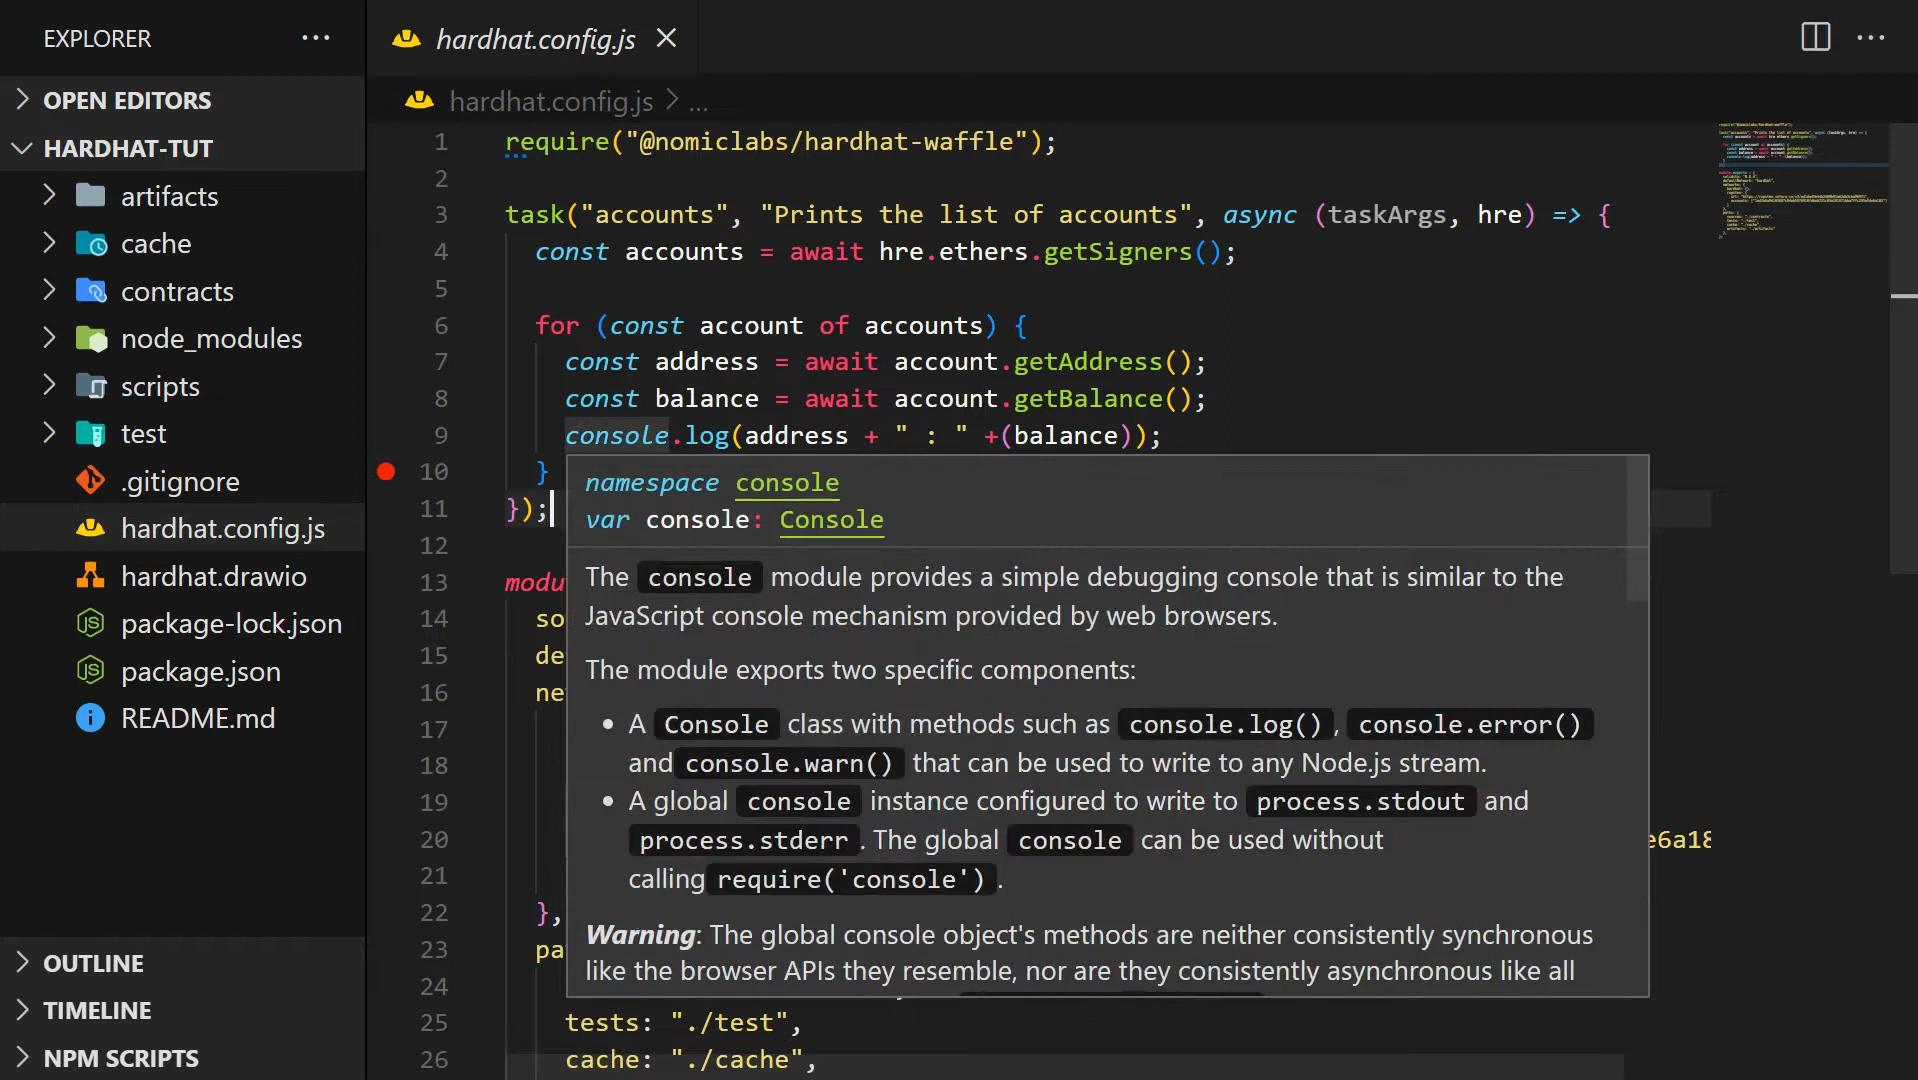 EXPLORER
OPEN EDITORS
HARDHAT-TUT
artifacts
cache
contracts
node_modules
scripts
test
.gitignore
hardhat.config.js
hardhat.drawio
package-lock.json
package.json
README.md
OUTLINE
TIMELINE
NPM SCRIPTS
hardhat.config.js
hardhat.config.js > ...
1 require("@nomiclabs/hardhat-waffle");
2
3 task("accounts", "Prints the list of accounts", async (taskArgs, hre) => {
4 const accounts = await hre.ethers.getSigners();
5
6 for (const account of accounts) {
7 const address = await account.getAddress();
8 const balance = await account.getBalance();
9 console.log(address + " : " +(balance));
10 }
11 });
12
13 modu
14 so
15 de
16 ne
17
18
19
20 e6a18
21
22 },
23 pa
24
25 tests: "./test",
26 cache: "./cache",
namespace console
var console: Console
The console module provides a simple debugging console that is similar to the
JavaScript console mechanism provided by web browsers.
The module exports two specific components:
• A Console class with methods such as console.log(), console.error()
and console.warn() that can be used to write to any Node.js stream.
• A global console instance configured to write to process.stdout and
process.stderr. The global console can be used without
calling require('console').
Warning: The global console object's methods are neither consistently synchronous
like the browser APIs they resemble, nor are they consistently asynchronous like all